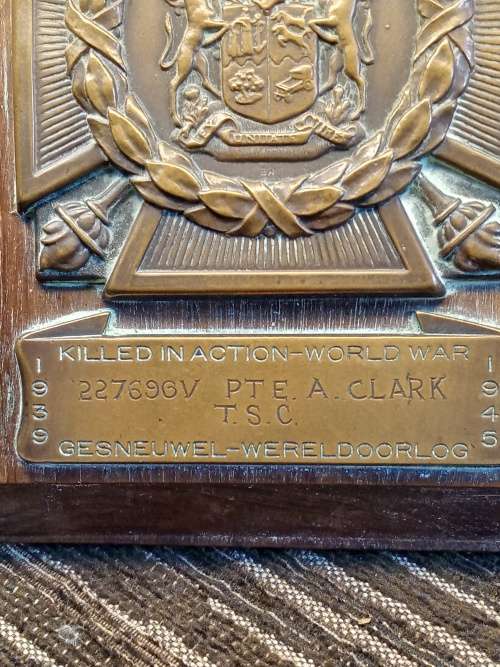 KILLED IN ACTION–WORLD WAR
1939
227696V PTE. A. CLARK
T.S.C.
1945
GESNEUWEL–WERELDOORLOG